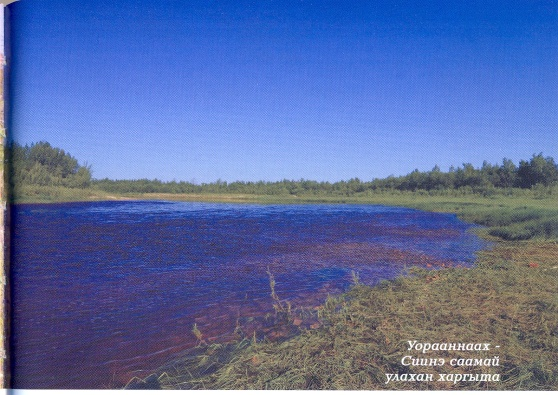 Уорааннаах -
Сиинэ саамай
улахан харгыта